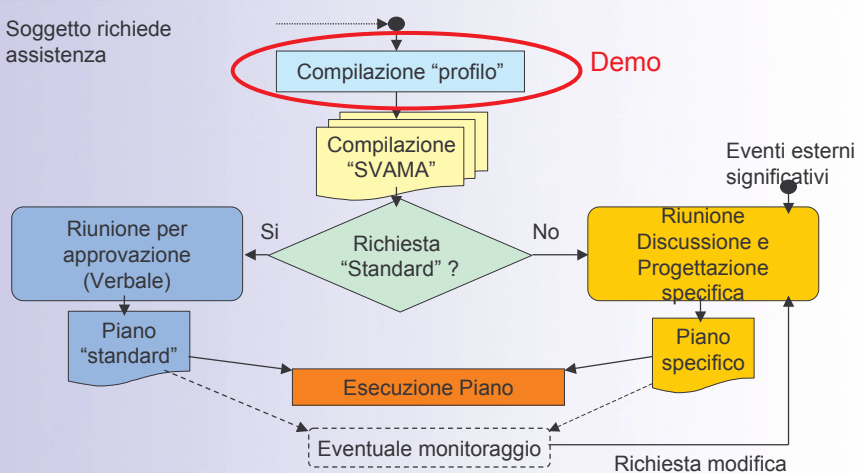 Soggetto richiede
assistenza
Compilazione “profilo”
Demo
Compilazione
“SVAMA”
Eventi esterni
significativi
Riunione per
approvazione
(Verbale)
Si
Richiesta
“Standard” ?
No
Riunione
Discussione e
Progettazione
specifica
Piano
“standard”
Piano
specifico
Esecuzione Piano
Eventuale monitoraggio
Richiesta modifica